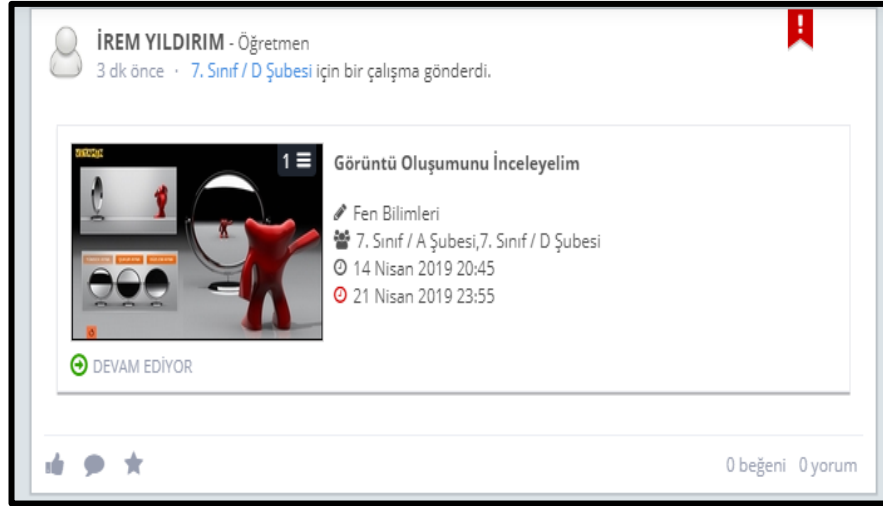 İREM YILDIRIM - Öğretmen
3 dk önce · 7. Sınıf / D Şubesi için bir çalışma gönderdi.
1
Görüntü Oluşumunu İnceleyelim
Fen Bilimleri
7. Sınıf / A Şubesi,7. Sınıf / D Şubesi
14 Nisan 2019 20:45
21 Nisan 2019 23:55
DEVAM EDİYOR
0 beğeni 0 yorum